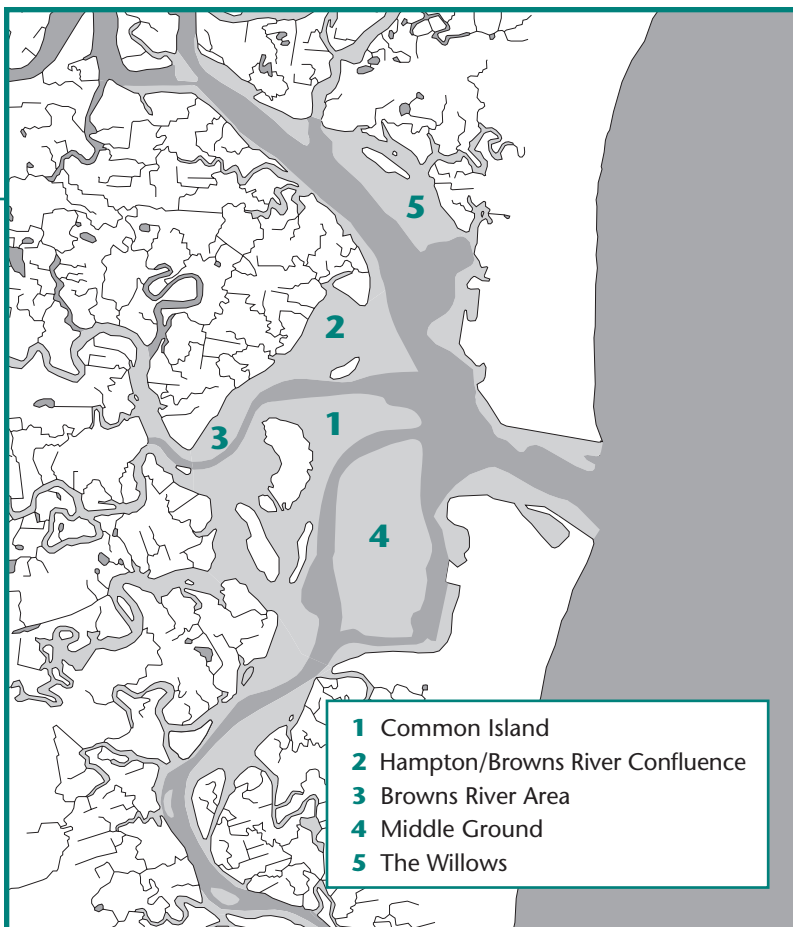 5
2
1
3
4
1 Common Island
2 Hampton/Browns River Confluence
3 Browns River Area
4 Middle Ground
5 The Willows